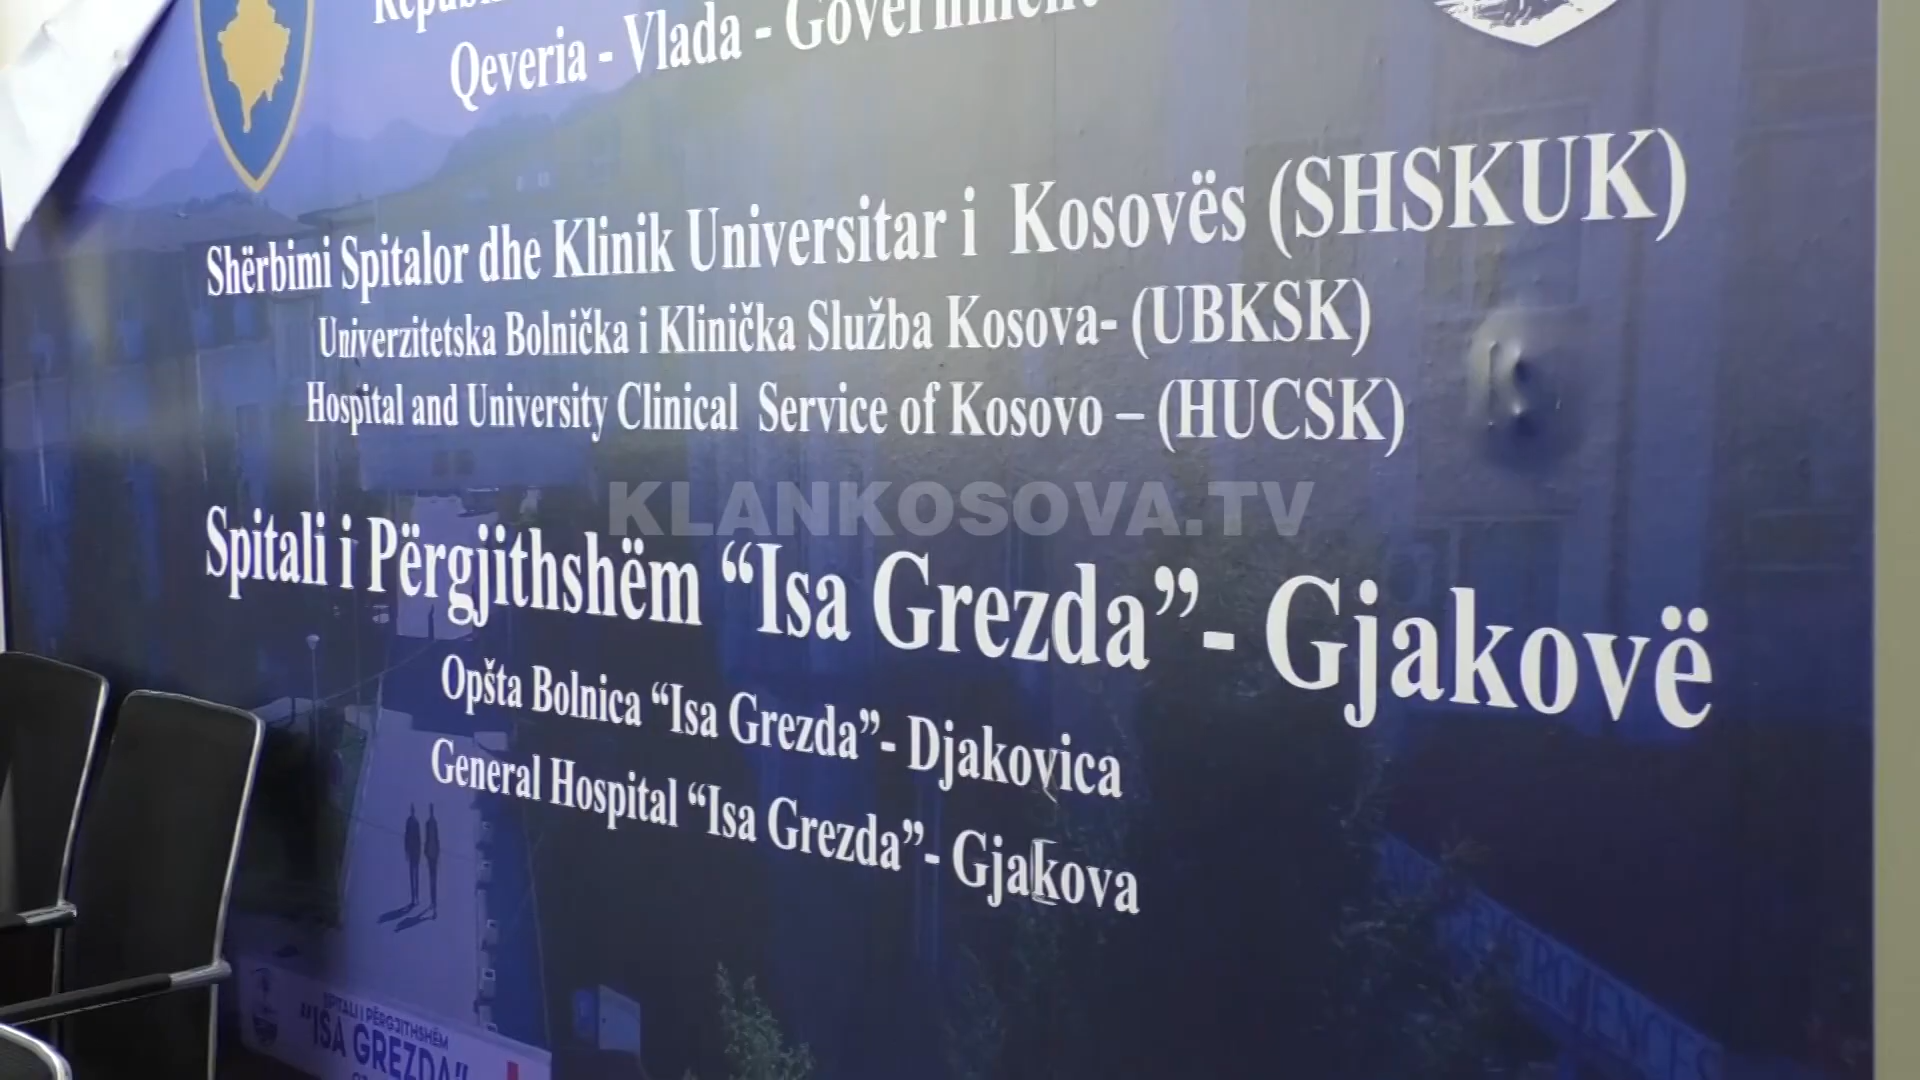 Qeveria - Vlada - Government
Shërbimi Spitalor dhe Klinik Universitar i Kosovës (SHSKUK)
Univerzitetska Bolnička i Klinička Služba Kosova- (UBKSK)
Hospital and University Clinical Service of Kosovo – (HUCSK)
KLANKOSOVA.TV
Spitali i Përgjithshëm “Isa Grezda”- Gjakovë
Opšta Bolnica “Isa Grezda”- Djakovica
General Hospital “Isa Grezda”- Gjakova
SPITALI I PËRGJITHSHËM
“ISA GREZDA”